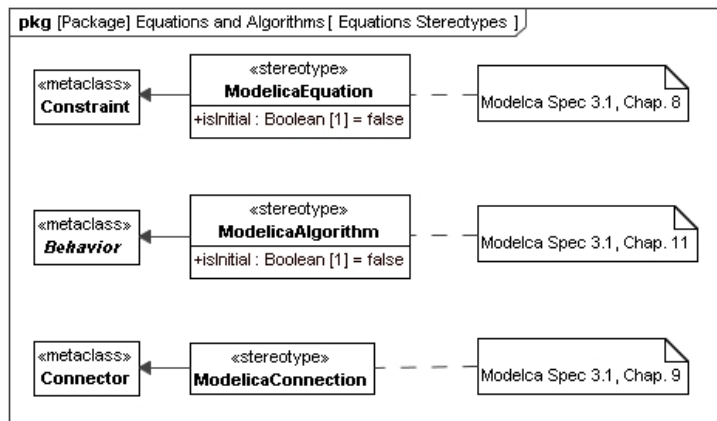 pkg [Package] Equations and Algorithms [ Equations Stereotypes ]
«metaclass»
Constraint
«stereotype»
ModelicaEquation
+isInitial : Boolean [1] = false
Modelca Spec 3.1, Chap. 8
«metaclass»
Behavior
«stereotype»
ModelicaAlgorithm
+isInitial : Boolean [1] = false
Modelca Spec 3.1, Chap. 11
«metaclass»
Connector
«stereotype»
ModelicaConnection
Modelca Spec 3.1, Chap. 9